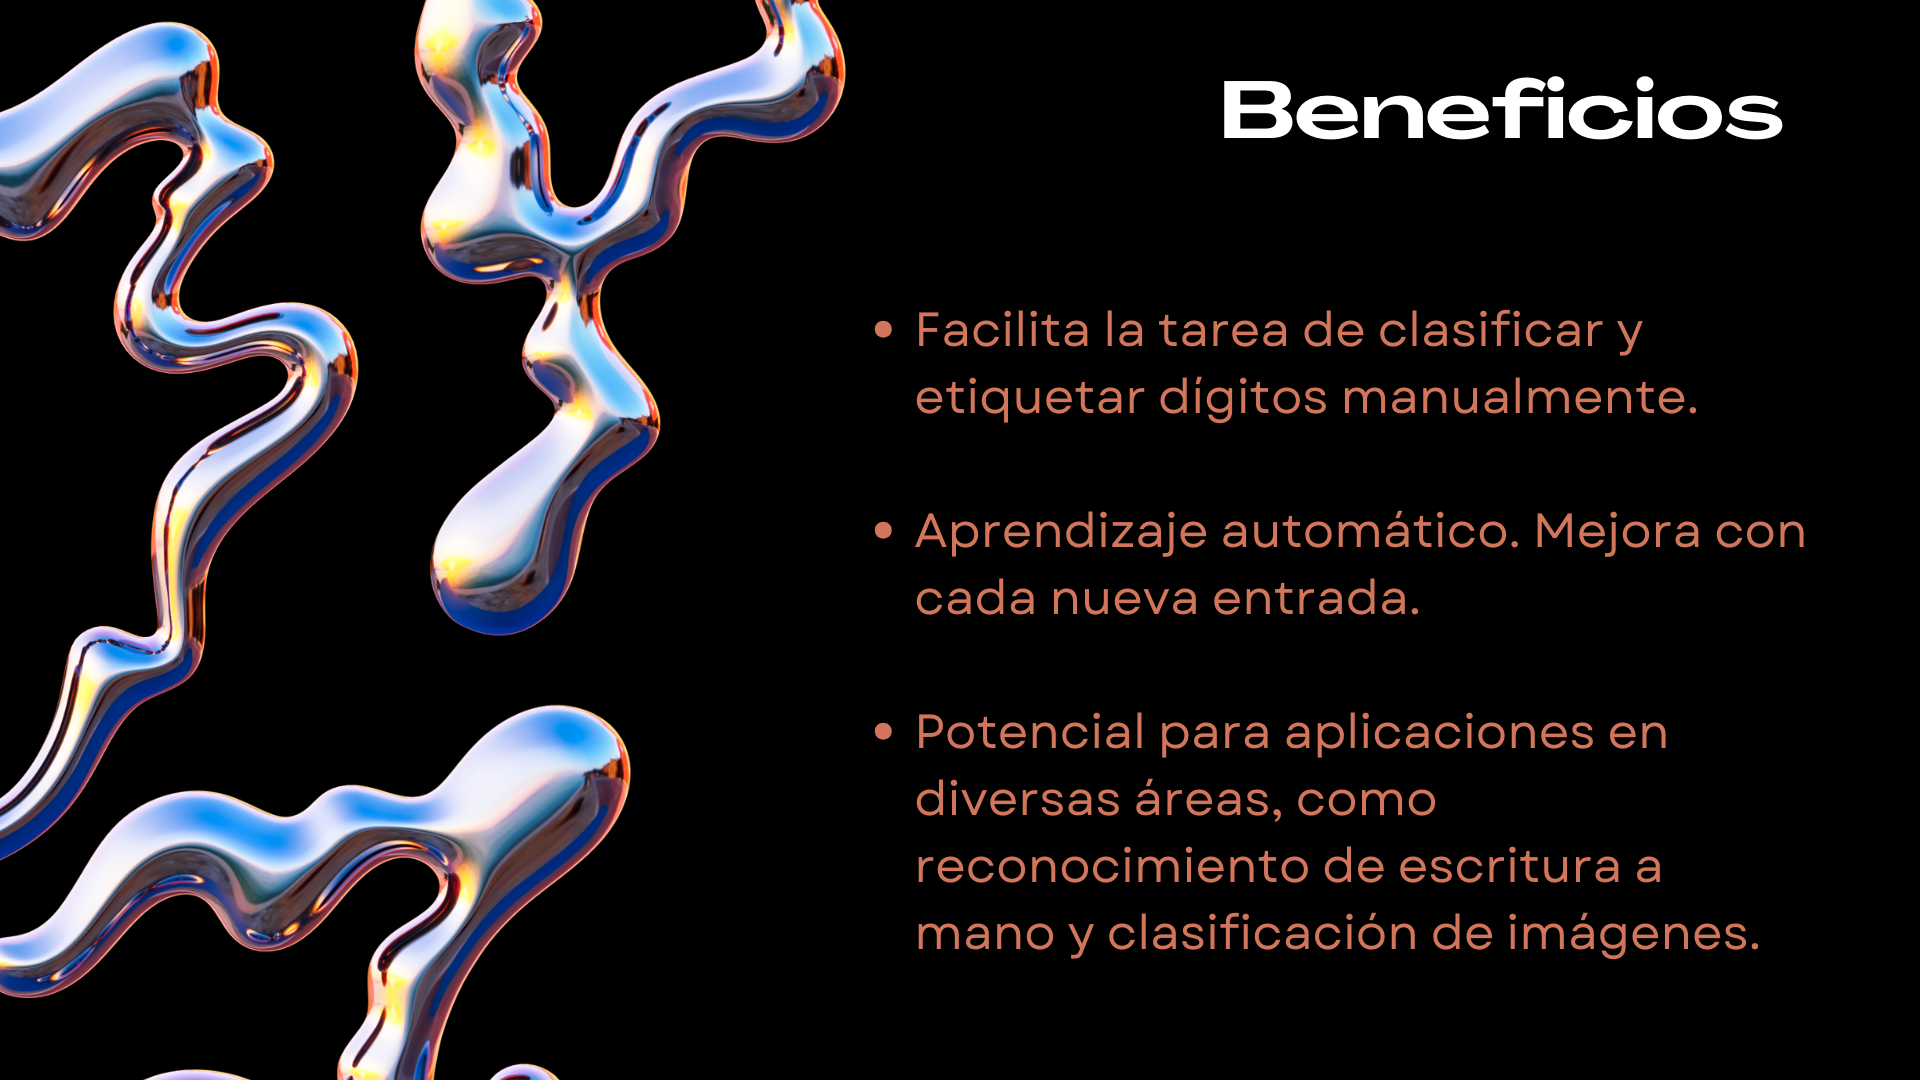 Beneficios
• Facilita la tarea de clasificar y
etiquetar dígitos manualmente.
• Aprendizaje automático. Mejora con
cada nueva entrada.
• Potencial para aplicaciones en
diversas áreas, como
reconocimiento de escritura a
mano y clasificación de imágenes.